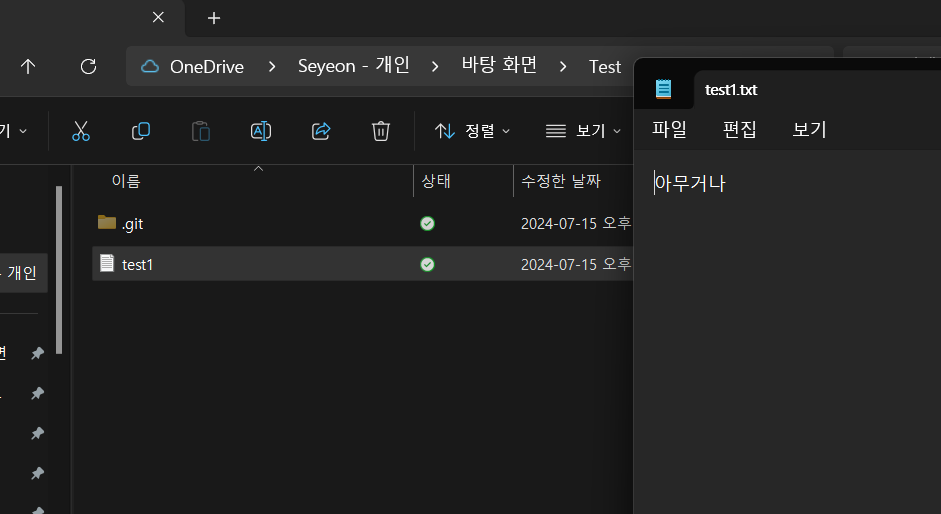 OneDrive > Seyeon - 개인 > 바탕 화면 > Test
기
정렬
보기
이름
상태
수정한 날짜
.git
2024-07-15 오후
test1
2024-07-15 오후
개인
면
test1.txt
파일
편집
보기
아무거나